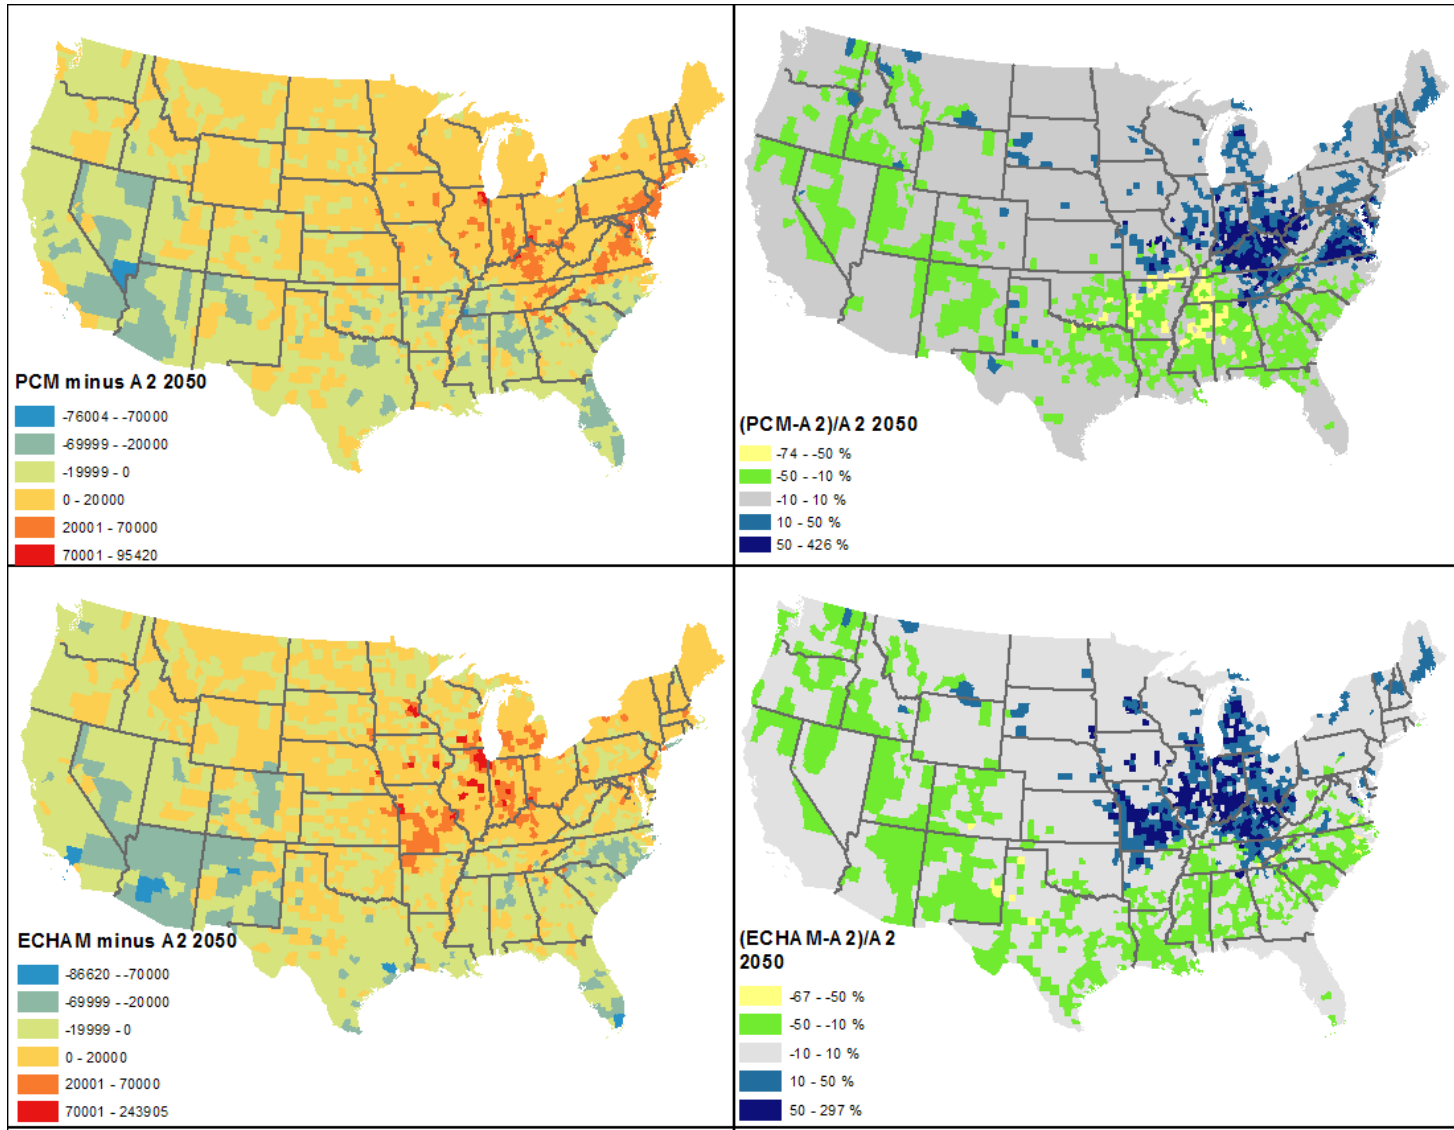 PCM minus A2 2050
-76004 - -70000
-69999 - -20000
-19999 - 0
0 - 20000
20001 - 70000
70001 - 95420
(PCM-A2)/A2 2050
-74 - -50 %
-50 - -10 %
-10 - 10 %
10 - 50 %
50 - 426 %
ECHAM minus A2 2050
-86620 - -70000
-69999 - -20000
-19999 - 0
0 - 20000
20001 - 70000
70001 - 243905
(ECHAM-A2)/A2
2050
-67 - -50 %
-50 - -10 %
-10 - 10 %
10 - 50 %
50 - 297 %